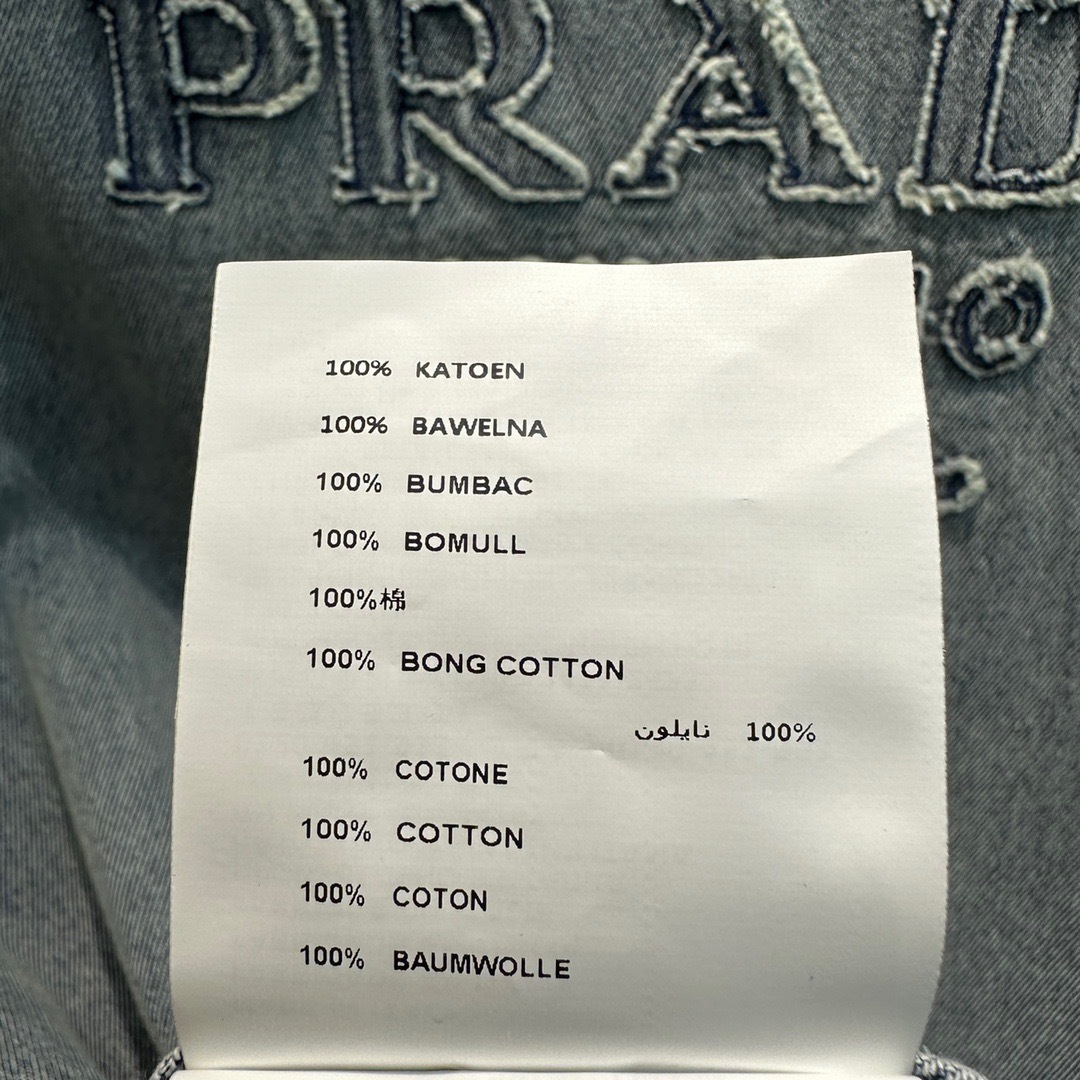 PRAD
100% KATOEN
100% BAWELNA
100% BUMBAC
100% BOMULL
100%棉
100% BONG COTTON
100% نايلون
100% COTONE
100% COTTON
100% COTON
100% BAUMWOLLE